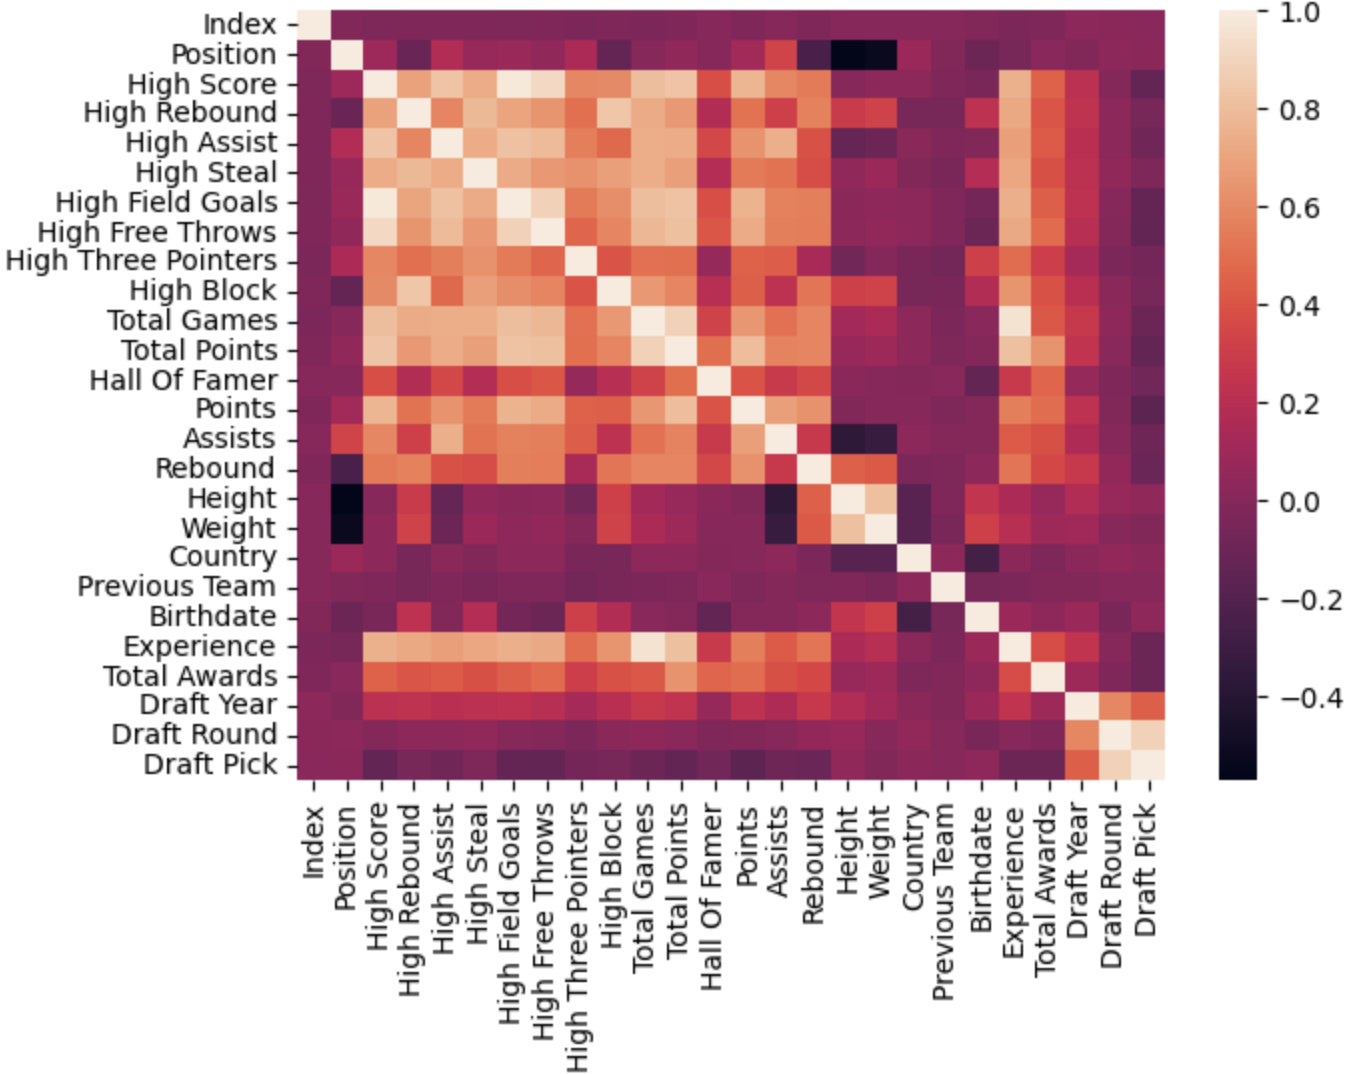 Index
Position
High Score
High Rebound
High Assist
High Steal
High Field Goals
High Free Throws
High Three Pointers
High Block
Total Games
Total Points
Hall Of Famer
Points
Assists
Rebound
Height
Weight
Country
Previous Team
Birthdate
Experience
Total Awards
Draft Year
Draft Round
Draft Pick
Index
Position
High Score
High Rebound
High Assist
High Steal
High Field Goals
High Free Throws
High Three Pointers
High Block
Total Games
Total Points
Hall Of Famer
Points
Assists
Rebound
Height
Weight
Country
Previous Team
Birthdate
Experience
Total Awards
Draft Year
Draft Round
Draft Pick
1.0
0.8
0.6
0.4
0.2
0.0
−0.2
−0.4